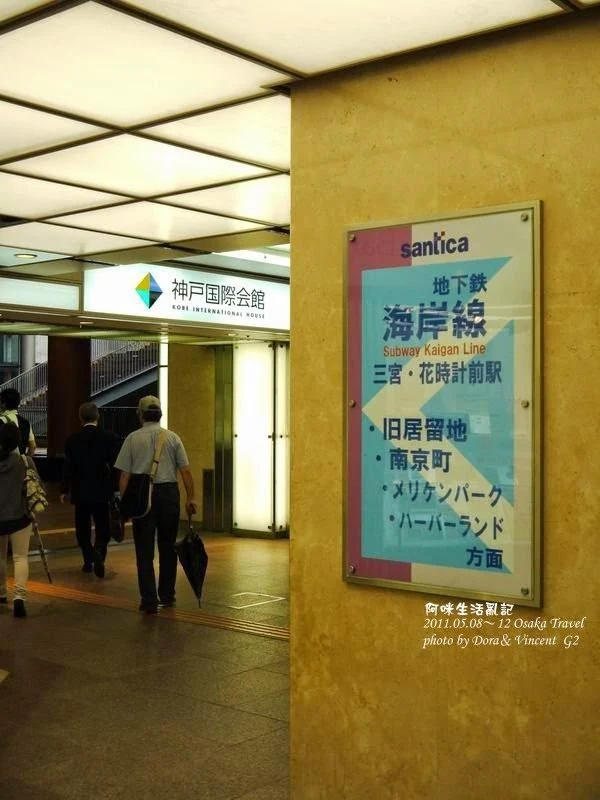 神戸国際会館
KOBE INTERNATIONAL HOUSE
santica
地下鉄
海岸線
Subway Kaigan Line
三宮・花時計前駅
・旧居留地
・南京町
・メリケンパーク
・ハーバーランド
方面
阿咪生活亂記
2011.05.08~12 Osaka Travel
photo by Dora& Vincent G2